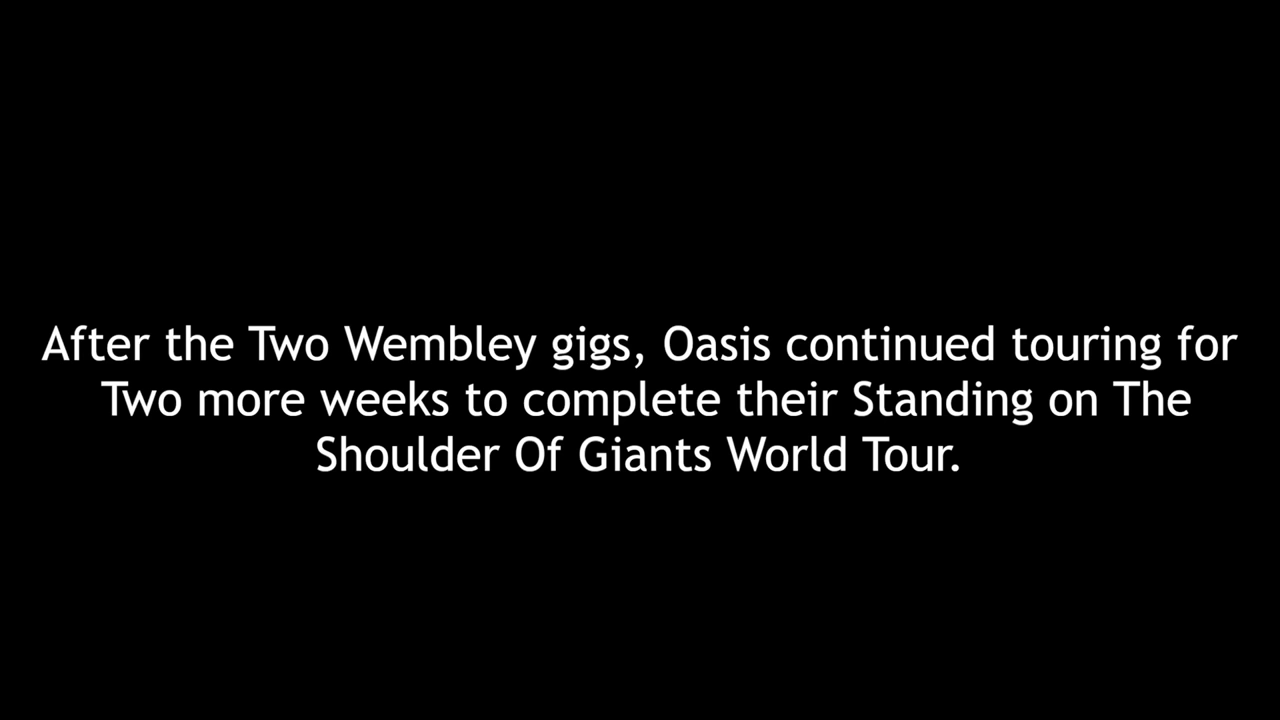 After the Two Wembley gigs, Oasis continued touring for
Two more weeks to complete their Standing on The
Shoulder Of Giants World Tour.